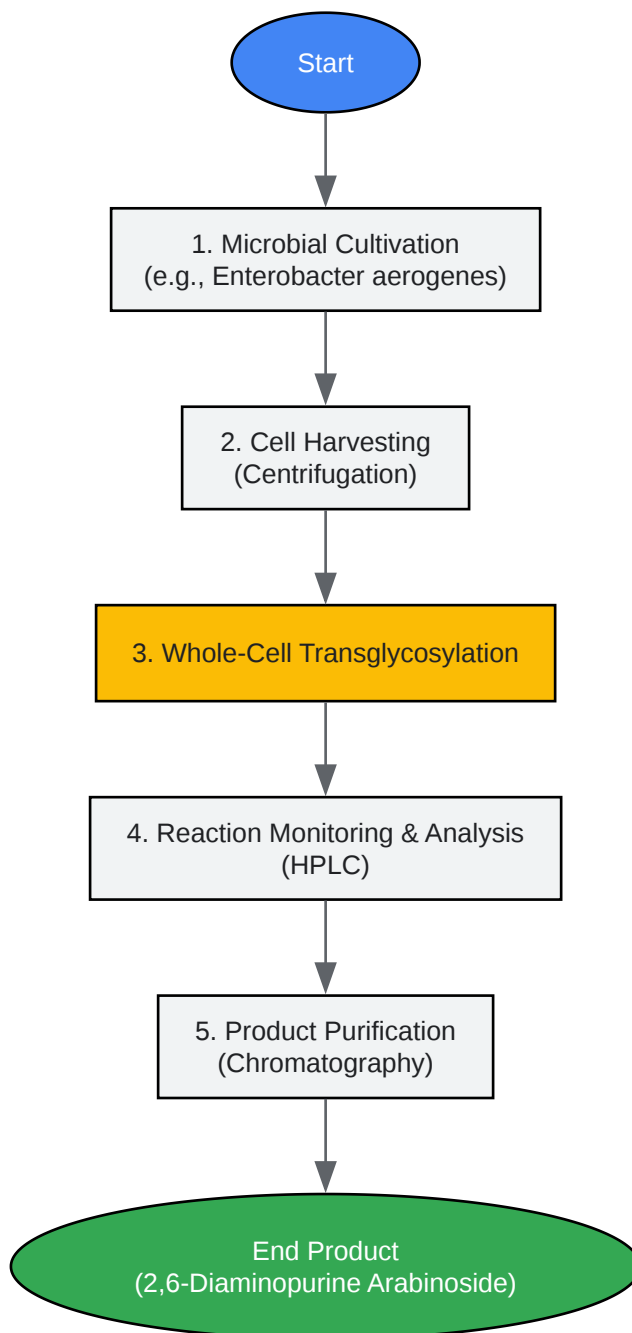 Start
1. Microbial Cultivation
(e.g., Enterobacter aerogenes)
2. Cell Harvesting
(Centrifugation)
3. Whole-Cell Transglycosylation
4. Reaction Monitoring & Analysis
(HPLC)
5. Product Purification
(Chromatography)
End Product
(2,6-Diaminopurine Arabinoside)